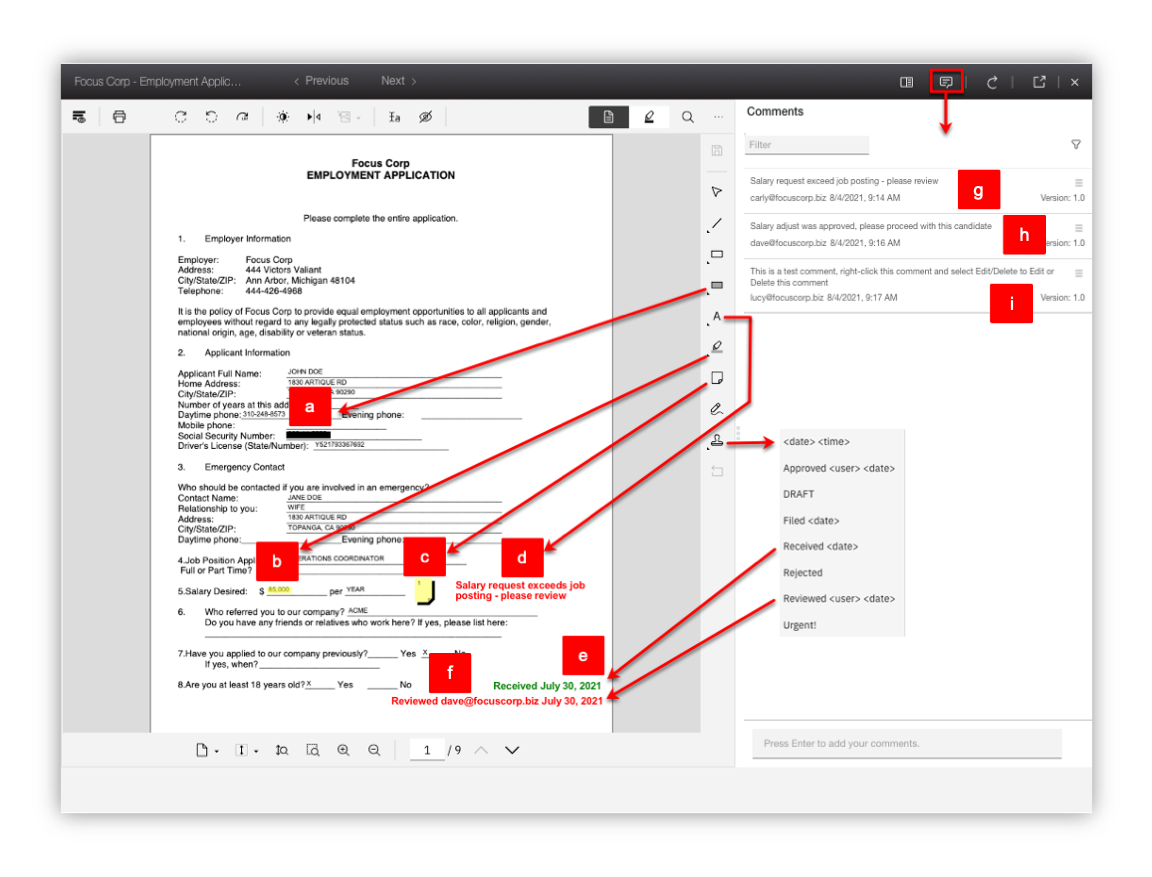 Focus Corp - Employment Applic...
< Previous
Next >
Comments
Filter
Salary request exceed job posting - please review
carly@focuscorp.biz 8/4/2021, 9:14 AM
Version: 1.0
g
Salary adjust was approved, please proceed with this candidate
dave@focuscorp.biz 8/4/2021, 9:16 AM
ersion: 1.0
h
This is a test comment, right-click this comment and select Edit/Delete to Edit or
Delete this comment
lucy@focuscorp.biz 8/4/2021, 9:17 AM
Version: 1.0
i
Focus Corp
EMPLOYMENT APPLICATION
Please complete the entire application.
1. Employer Information
Employer: Focus Corp
Address: 444 Victors Valiant
City/State/ZIP: Ann Arbor, Michigan 48104
Telephone: 444-426-4968
It is the policy of Focus Corp to provide equal employment opportunities to all applicants and
employees without regard to any legally protected status such as race, color, religion, gender,
national origin, age, disability or veteran status.
2. Applicant Information
Applicant Full Name: JOHN DOE
Home Address: 1830 ARTIQUE RD
City/State/ZIP: 90290
Number of years at this add
a
Daytime phone: 310-248-8573 Evening phone:
Mobile phone:
Social Security Number:
Driver's License (State/Number): Y521793367692
3. Emergency Contact
Who should be contacted if you are involved in an emergency?
Contact Name: JANE DOE
Relationship to you: WIFE
Address: 1830 ARTIQUE RD
City/State/ZIP: TOPANGA, CA 90290
Daytime phone: Evening phone:
b
c
d
4.Job Position Appl ERATIONS COORDINATOR
Full or Part Time?
Salary request exceeds job
posting - please review
5.Salary Desired: $ 85,000 per YEAR
6. Who referred you to our company? ACME
Do you have any friends or relatives who work here? If yes, please list here:
7.Have you applied to our company previously? Yes X No
If yes, when?
e
f
8.Are you at least 18 years old? X Yes No
Received July 30, 2021
Reviewed dave@focuscorp.biz July 30, 2021
A
<date> <time>
Approved <user> <date>
DRAFT
Filed <date>
Received <date>
Rejected
Reviewed <user> <date>
Urgent!
Press Enter to add your comments.
1 /9